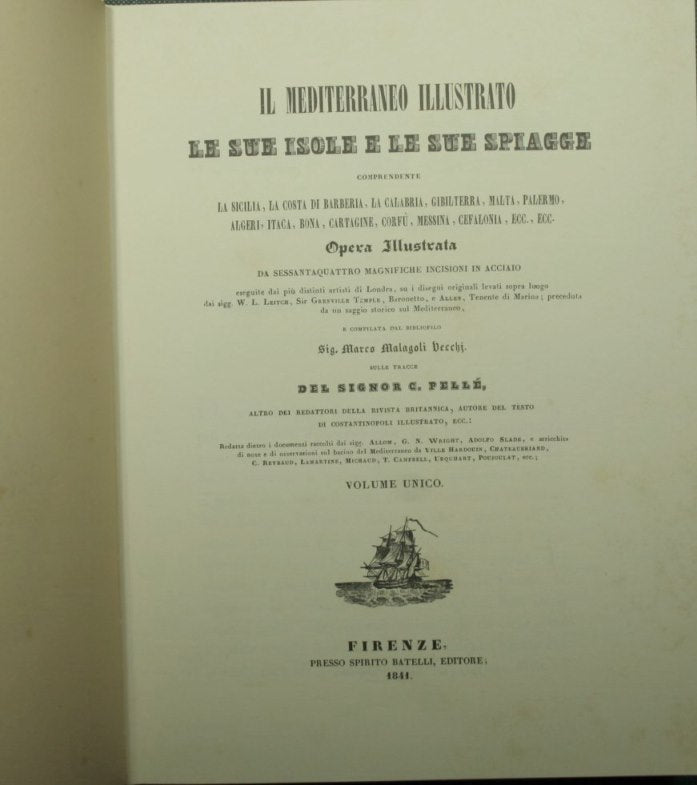 IL MEDITERRANEO ILLUSTRATO
LE SUE ISOLE E LE SUE SPIAGGE
COMPRENDENTE
LA SICILIA, LA COSTA DI BARBERIA, LA CALABRIA, GIBILTERRA, MALTA, PALERMO,
ALGERI, ITACA, BONA, CARTAGINE, CORFÚ, MESSINA, CEFALONIA, ECC., ECC.
Opera Illustrata
DA SESSANTAQUATTRO MAGNIFICHE INCISIONI IN ACCIAIO
eseguite dai più distinti artisti di Londra, su i disegni originali levati sopra luogo
dai sigg. W. L. LEITCH, Sir GRENVILLE TEMPLE, Baronetto, e ALLEN, Tenente di Marina; preceduta
da un saggio storico sul Mediterraneo,
E COMPILATA DAL BIBLIOFILO
Sig. Marco Malagoli Vecchj.
SULLE TRACCE
DEL SIGNOR C. PELLÉ,
ALTRO DEI REDATTORI DELLA RIVISTA BRITANNICA, AUTORE DEL TESTO
DI COSTANTINOPOLI ILLUSTRATO, ECC.:
Redatta dietro i documenti raccolti dai sigg. ALLOM, G. N. WRIGHT, ADOLFO SLADE, e arricchita
di note e di osservazioni sul bacino del Mediterraneo da VILLE HARDOUIN, CHATEAUBRIAND,
C. REYBAUD, LAMARTINE, MICHAUD, T. CAMPBELL, URQUHART, POUJOULAT, ecc.;
VOLUME UNICO.
FIRENZE,
PRESSO SPIRITO BATELLI, EDITORE;
1841.